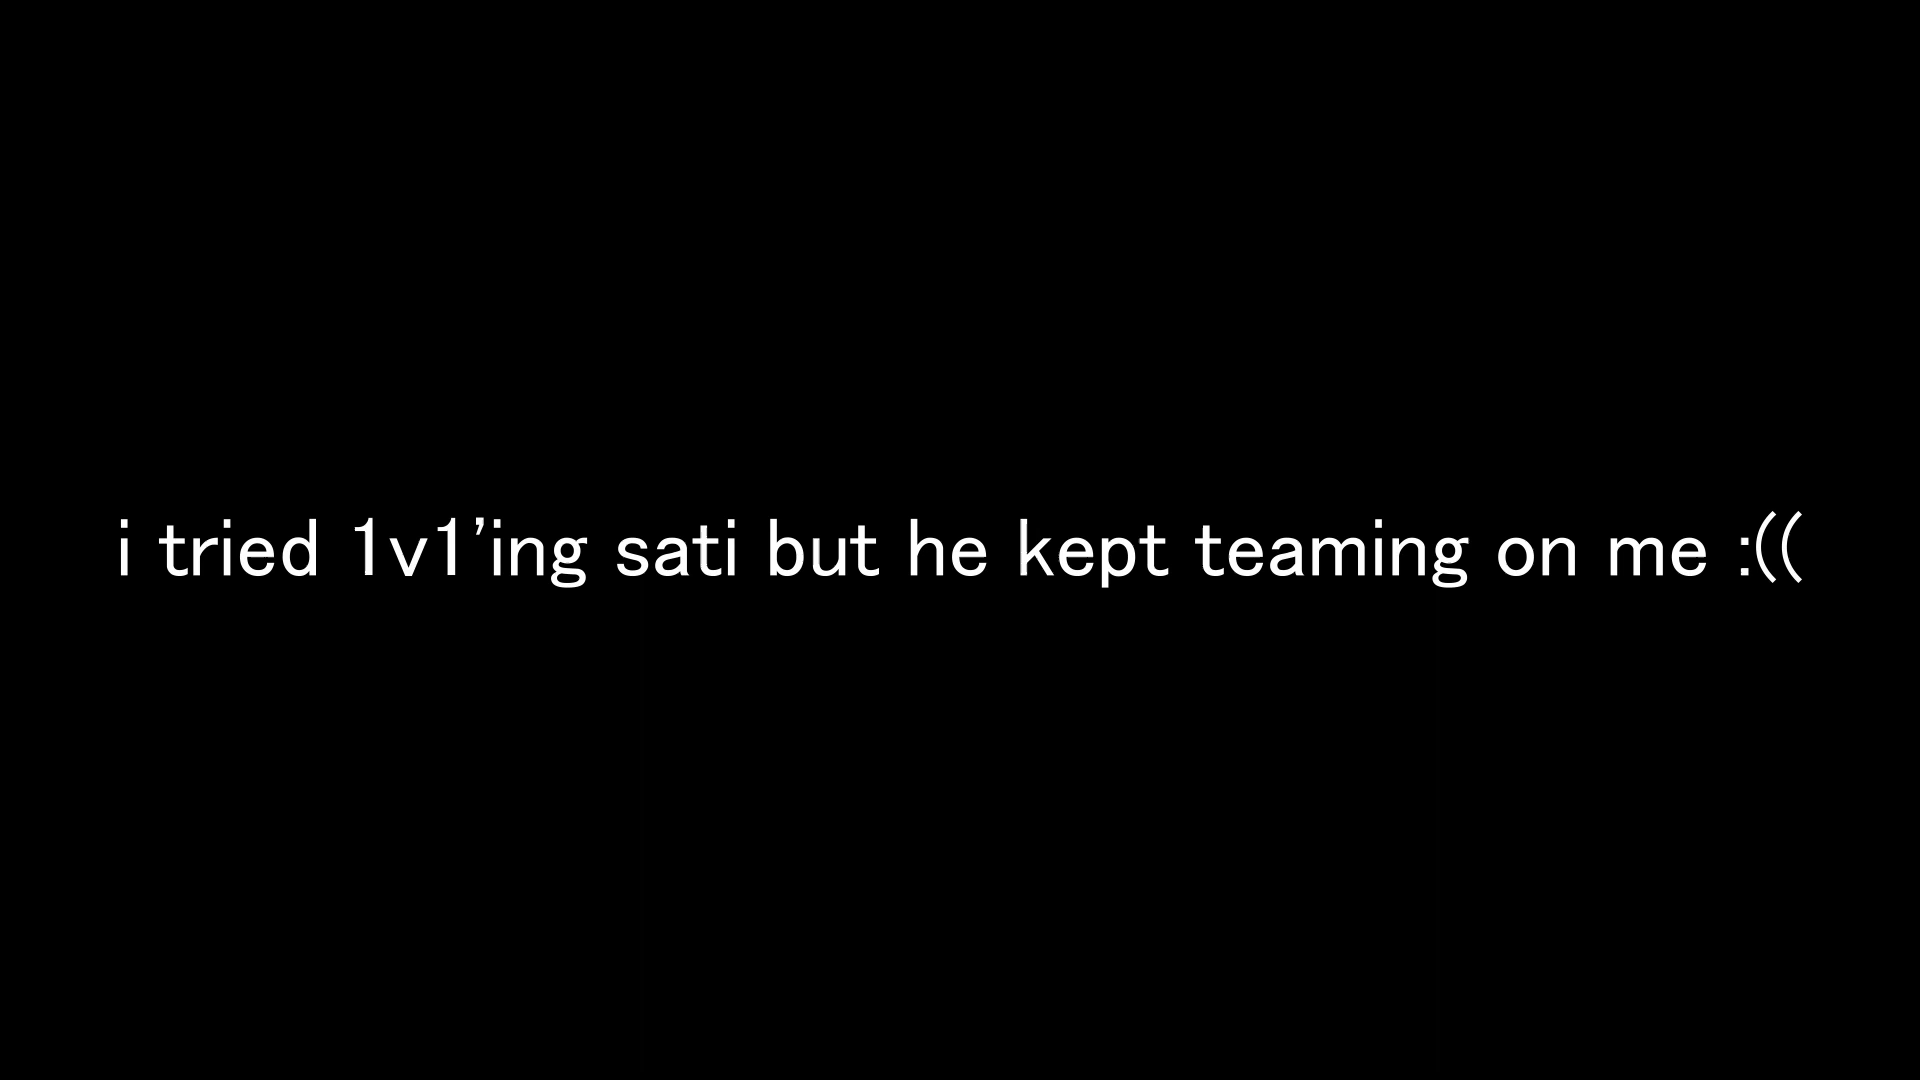 i tried 1v1'ing sati but he kept teaming on me :((